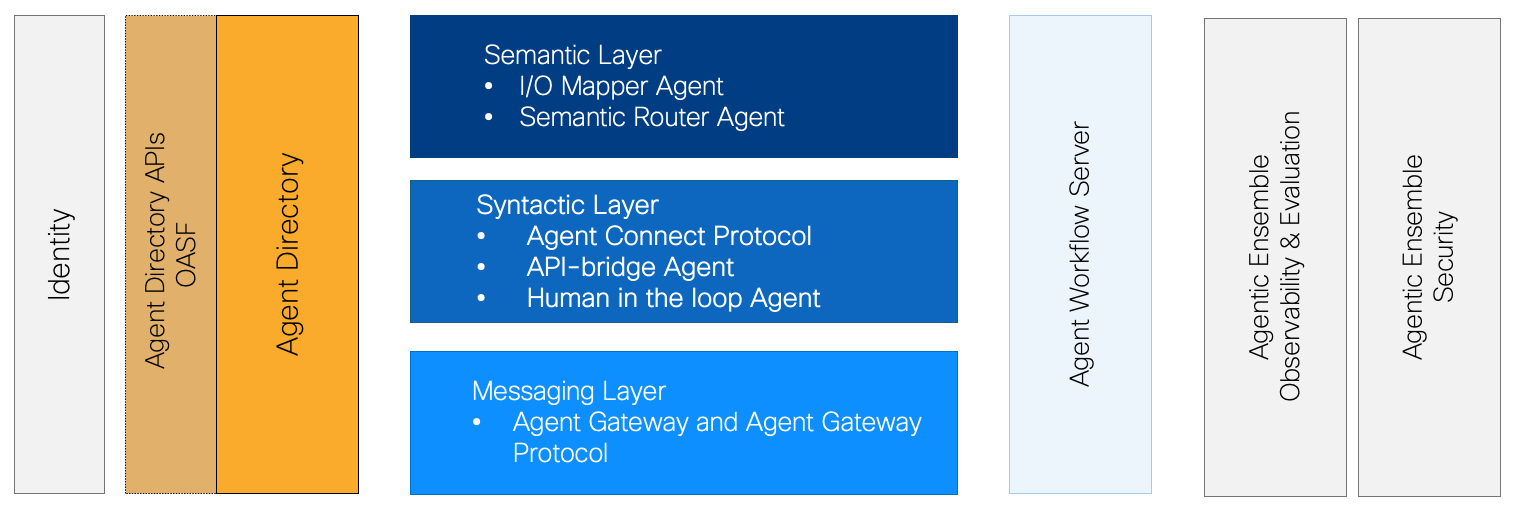 Identity
Agent Directory APIs
OASF
Agent Directory
Semantic Layer
• I/O Mapper Agent
• Semantic Router Agent
Syntactic Layer
• Agent Connect Protocol
• API-bridge Agent
• Human in the loop Agent
Messaging Layer
• Agent Gateway and Agent Gateway
Protocol
Agent Workflow Server
Agentic Ensemble
Observability & Evaluation
Agentic Ensemble
Security